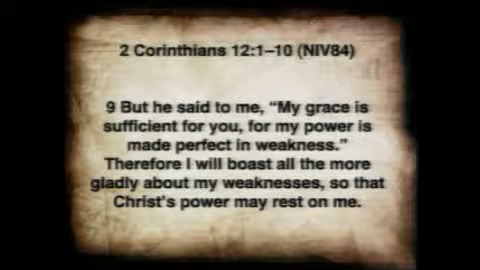 2 Corinthians 12:1–10 (NIV84)
9 But he said to me, “My grace is
sufficient for you, for my power is
made perfect in weakness.”
Therefore I will boast all the more
gladly about my weaknesses, so that
Christ’s power may rest on me.